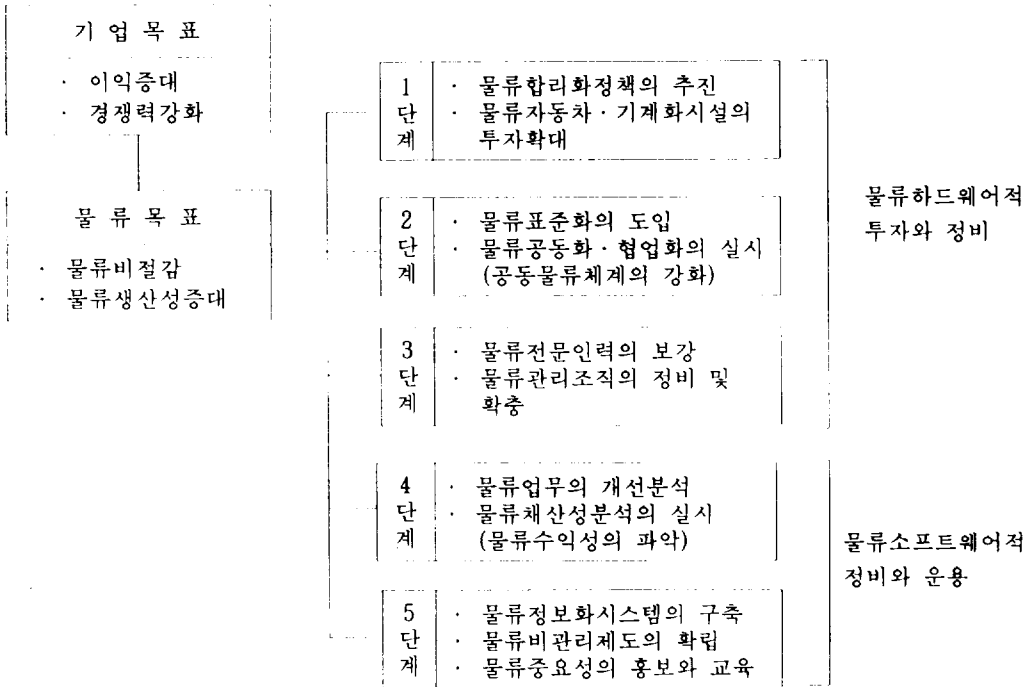 기 업 목 표
· 이익증대
· 경쟁력강화
물 류 목 표
· 물류비절감
· 물류생산성증대
1단계
· 물류합리화정책의 추진
· 물류자동차·기계화시설의
투자확대
2단계
· 물류표준화의 도입
· 물류공동화·협업화의 실시
(공동물류체계의 강화)
3단계
· 물류전문인력의 보강
· 물류관리조직의 정비 및
확충
4단계
· 물류업무의 개선분석
· 물류채산성분석의 실시
(물류수익성의 파악)
5단계
· 물류정보화시스템의 구축
· 물류비관리제도의 확립
· 물류중요성의 홍보와 교육
물류하드웨어적
투자와 정비
물류소프트웨어적
정비와 운용